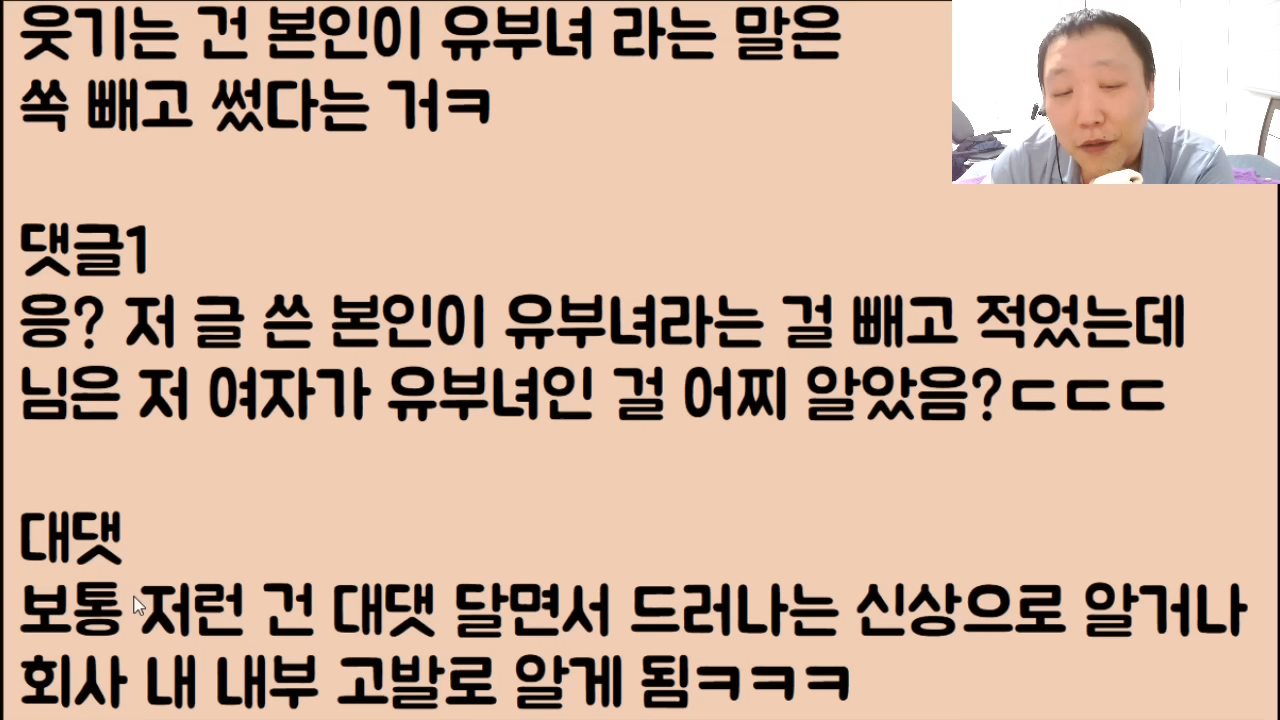 웃기는 건 본인이 유부녀 라는 말은
쏙 빼고 썼다는 거ㅋ
댓글1
응? 저 글 쓴 본인이 유부녀라는 걸 빼고 적었는데
님은 저 여자가 유부녀인 걸 어찌 알았음?ㄷㄷㄷ
대댓
보통 저런 건 대댓 달면서 드러나는 신상으로 알거나
회사 내 내부 고발로 알게 됨ㅋㅋㅋ